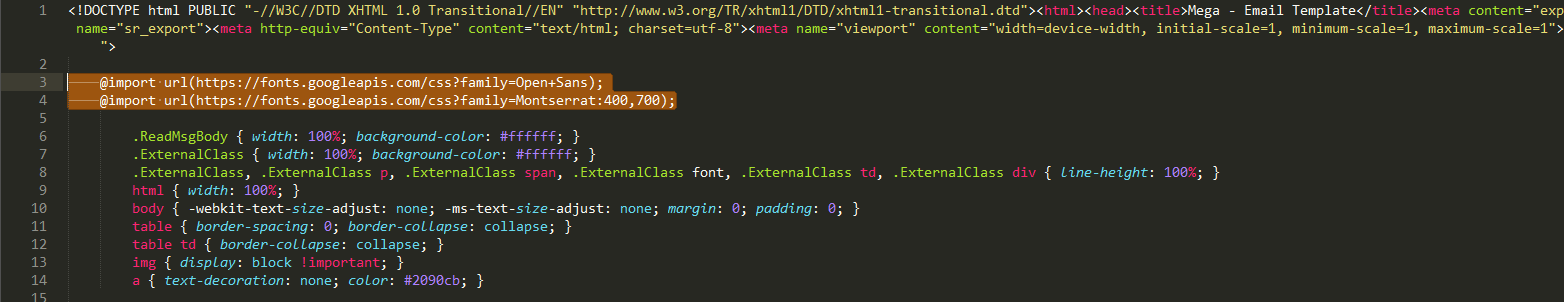 1 <!DOCTYPE html PUBLIC "-//W3C//DTD XHTML 1.0 Transitional//EN" "http://www.w3.org/TR/xhtml1/DTD/xhtml1-transitional.dtd"><html><head><title>Mega - Email Template</title><meta content="exp
name="sr_export"><meta http-equiv="Content-Type" content="text/html; charset=utf-8"><meta name="viewport" content="width=device-width, initial-scale=1, minimum-scale=1, maximum-scale=1">
">
2
3 @import url(https://fonts.googleapis.com/css?family=Open+Sans);
4 @import url(https://fonts.googleapis.com/css?family=Montserrat:400,700);
5
6 .ReadMsgBody { width: 100%; background-color: #ffffff; }
7 .ExternalClass { width: 100%; background-color: #ffffff; }
8 .ExternalClass, .ExternalClass p, .ExternalClass span, .ExternalClass font, .ExternalClass td, .ExternalClass div { line-height: 100%; }
9 html { width: 100%; }
10 body { -webkit-text-size-adjust: none; -ms-text-size-adjust: none; margin: 0; padding: 0; }
11 table { border-spacing: 0; border-collapse: collapse; }
12 table td { border-collapse: collapse; }
13 img { display: block !important; }
14 a { text-decoration: none; color: #2090cb; }
15